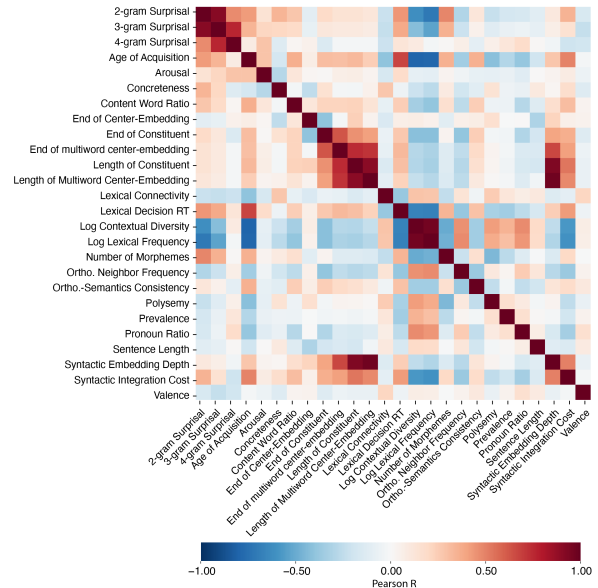 2-gram Surprisal
3-gram Surprisal
4-gram Surprisal
Age of Acquisition
Arousal
Concreteness
Content Word Ratio
End of Center-Embedding
End of Constituent
End of multiword center-embedding
Length of Constituent
Length of Multiword Center-Embedding
Lexical Connectivity
Lexical Decision RT
Log Contextual Diversity
Log Lexical Frequency
Number of Morphemes
Ortho. Neighbor Frequency
Ortho.-Semantics Consistency
Polysemy
Prevalence
Pronoun Ratio
Sentence Length
Syntactic Embedding Depth
Syntactic Integration Cost
Valence
2-gram Surprisal
3-gram Surprisal
4-gram Surprisal
Age of Acquisition
Arousal
Concreteness
Content Word Ratio
End of Center-Embedding
End of Constituent
End of multiword center-embedding
Length of Constituent
Length of Multiword Center-Embedding
Lexical Connectivity
Lexical Decision RT
Log Contextual Diversity
Log Lexical Frequency
Number of Morphemes
Ortho. Neighbor Frequency
Ortho.-Semantics Consistency
Polysemy
Prevalence
Pronoun Ratio
Sentence Length
Syntactic Embedding Depth
Syntactic Integration Cost
Valence
−1.00 −0.50 0.00 0.50 1.00
Pearson R